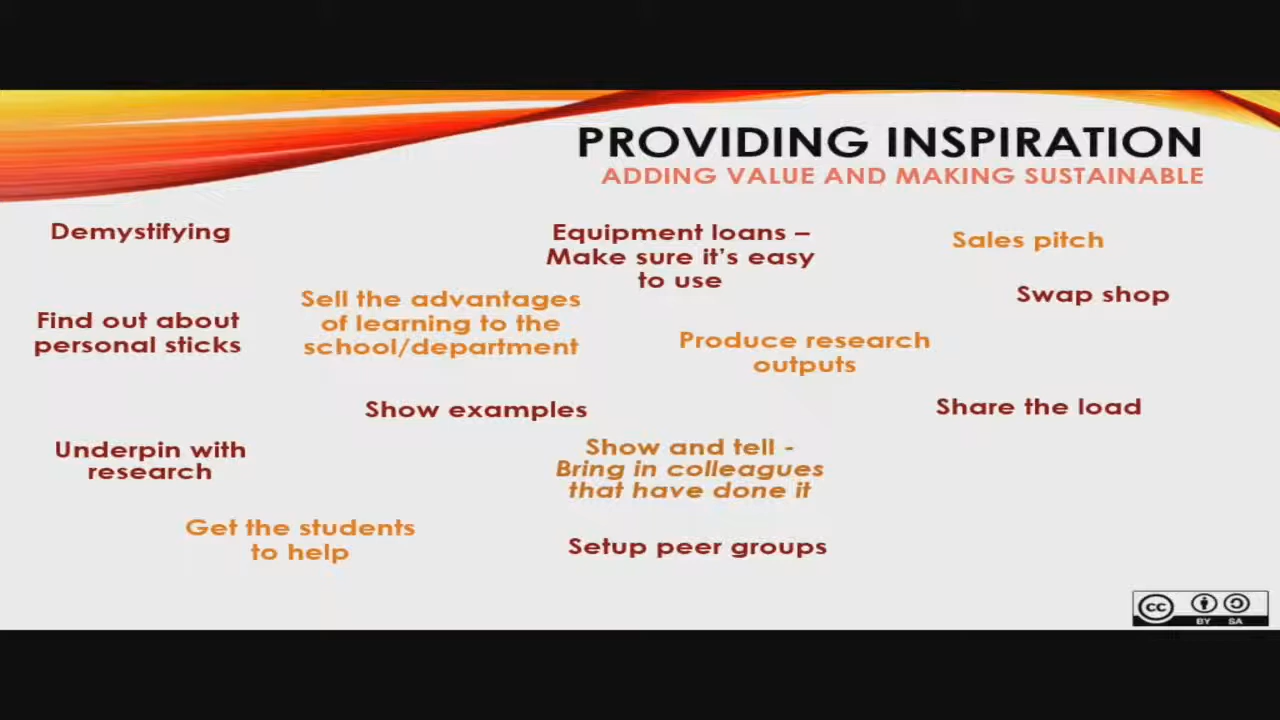 PROVIDING INSPIRATION
ADDING VALUE AND MAKING SUSTAINABLE
Demystifying
Equipment loans –
Make sure it's easy
to use
Sales pitch
Swap shop
Sell the advantages
of learning to the
school/department
Find out about
personal sticks
Produce research
outputs
Show examples
Share the load
Underpin with
research
Show and tell -
Bring in colleagues
that have done it
Get the students
to help
Setup peer groups
cc
BY SA